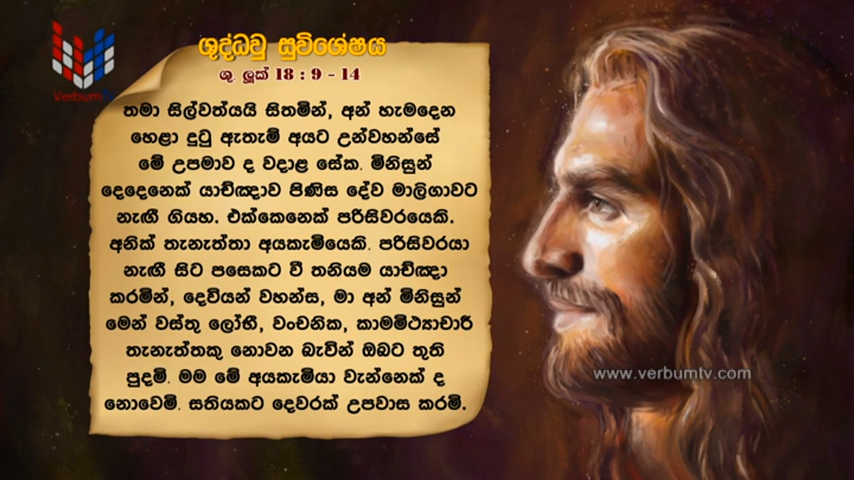 VerbumTv
ශුද්ධවූ සුවිශේෂය
ශු. ලූක් 18 : 9 - 14
තමා සිල්වත්යයි සිතමින්, අන් හැමදෙන
හෙළා දුටු ඇතැම් අයට උන්වහන්සේ
මේ උපමාව ද වදාළ සේක. මිනිසුන්
දෙදෙනෙක් යාච්ඤාව පිණිස දේව මාලිගාවට
නැඟී ගියහ. එක්කෙනෙක් පරිසිවරයෙකි.
අනික් තැනැත්තා අයකැමියෙකි. පරිසිවරයා
නැඟී සිට පසෙකට වී තනියම යාච්ඤා
කරමින්, දෙවියන් වහන්ස, මා අන් මිනිසුන්
මෙන් වස්තු ලෝභී, වංචනික, කාමමිථ්‍යාචාරී
තැනැත්තකු නොවන බැවින් ඔබට තුති
පුදමි. මම මේ අයකැමියා වැන්නෙක් ද
නොවෙමි. සතියකට දෙවරක් උපවාස කරමි.
www.verbumtv.com